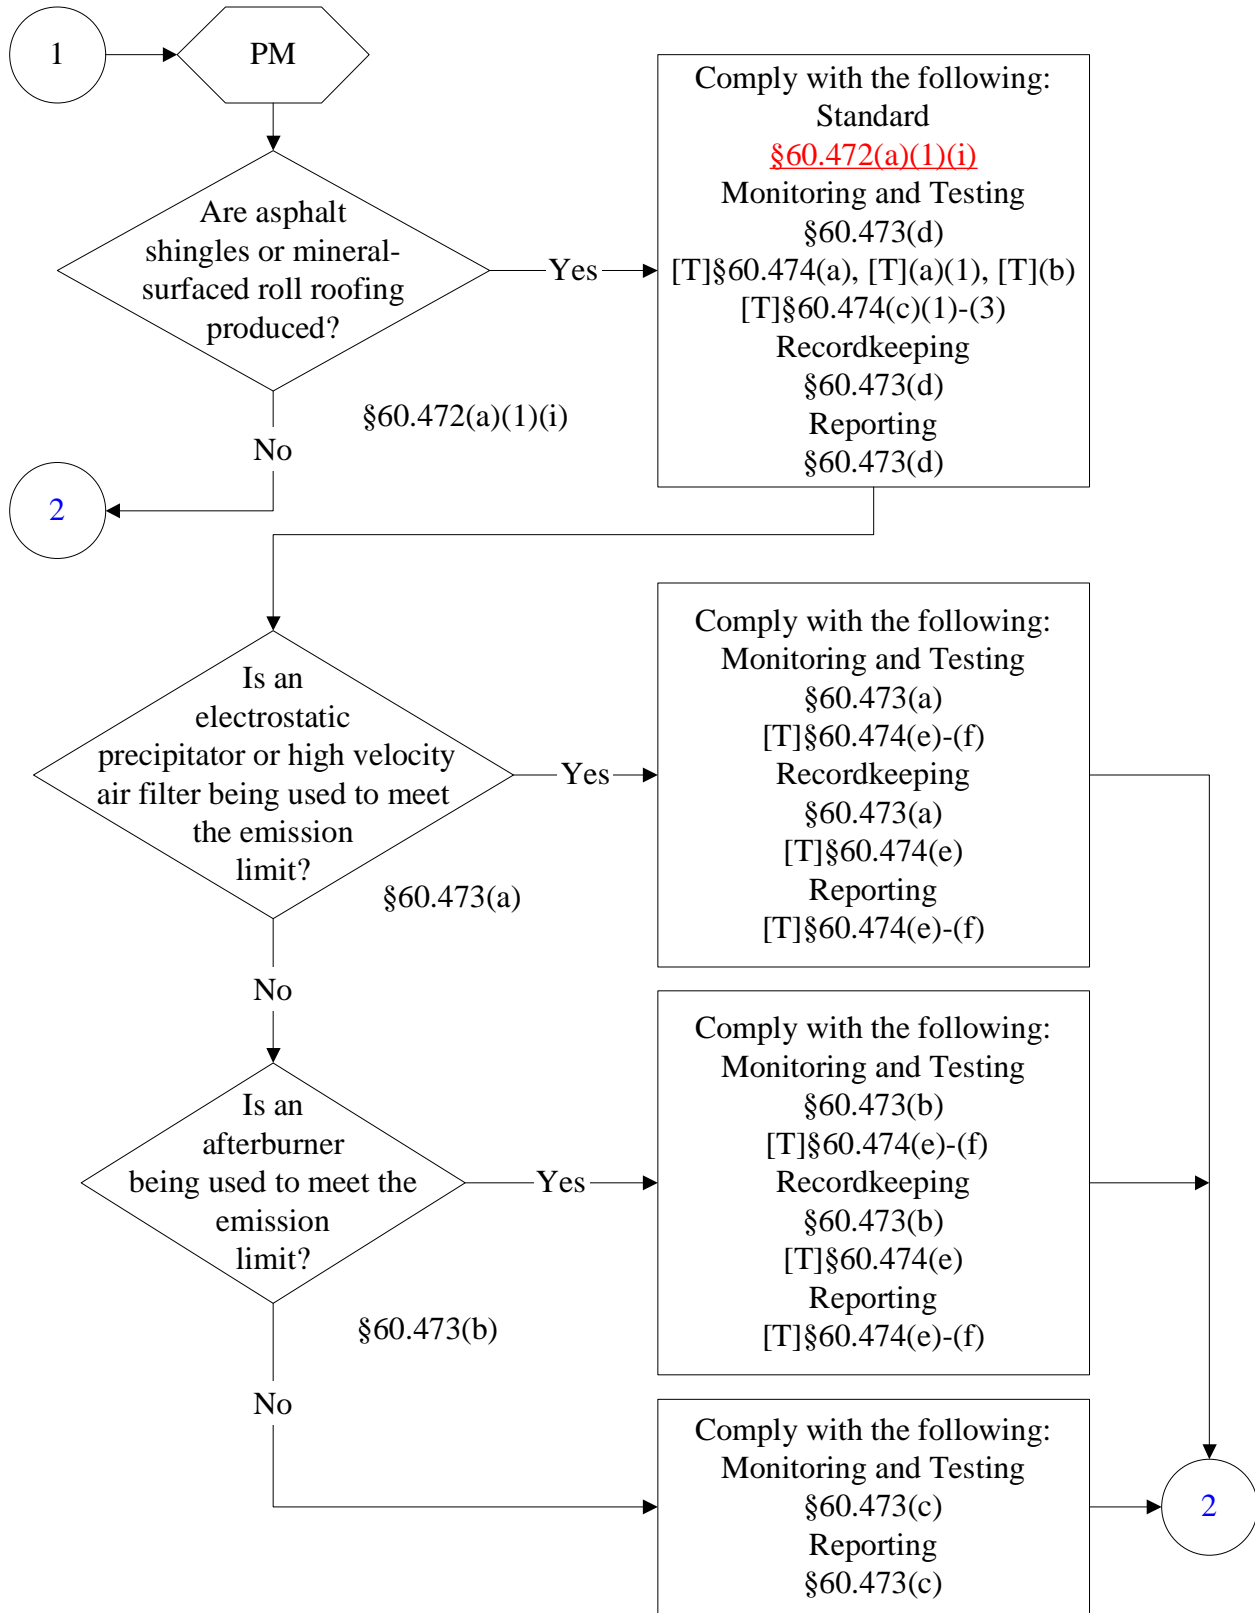 1
PM
Are asphalt
shingles or mineral-
surfaced roll roofing
produced?
Yes
No
§60.472(a)(1)(i)
2
Comply with the following:
Standard
§60.472(a)(1)(i)
Monitoring and Testing
§60.473(d)
[T]§60.474(a), [T](a)(1), [T](b)
[T]§60.474(c)(1)-(3)
Recordkeeping
§60.473(d)
Reporting
§60.473(d)
Is an
electrostatic
precipitator or high velocity
air filter being used to meet
the emission
limit?
Yes
§60.473(a)
No
Comply with the following:
Monitoring and Testing
§60.473(a)
[T]§60.474(e)-(f)
Recordkeeping
§60.473(a)
[T]§60.474(e)
Reporting
[T]§60.474(e)-(f)
Is an
afterburner
being used to meet the
emission
limit?
Yes
§60.473(b)
No
Comply with the following:
Monitoring and Testing
§60.473(b)
[T]§60.474(e)-(f)
Recordkeeping
§60.473(b)
[T]§60.474(e)
Reporting
[T]§60.474(e)-(f)
Comply with the following:
Monitoring and Testing
§60.473(c)
Reporting
§60.473(c)
2